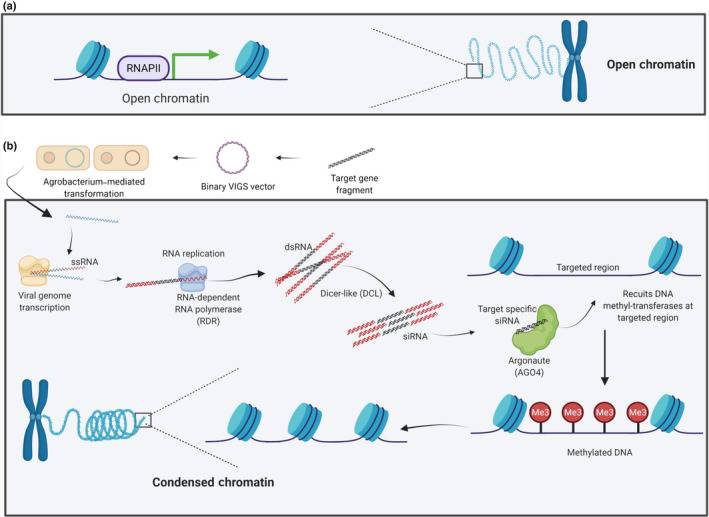 (a)
RNAPII
Open chromatin
Open chromatin
(b)
Agrobacterium-mediated
transformation
Binary VIGS vector
Target gene
fragment
ssRNA
Viral genome
transcription
RNA replication
RNA-dependent
RNA polymerase
(RDR)
dsRNA
Dicer-like (DCL)
siRNA
Target specific
siRNA
Argonaute
(AGO4)
Targeted region
Recuits DNA
methyl-transferases at
targeted region
Me3
Me3
Me3
Me3
Methylated DNA
Condensed chromatin